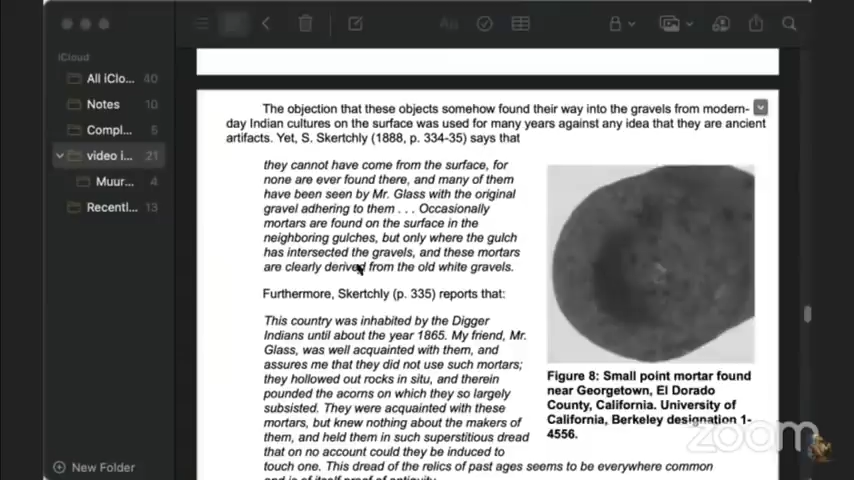 iCloud
All iClo... 40
Notes 10
Compl... 5
video i... 21
Muur... 4
Recentl... 13
New Folder
Aa
The objection that these objects somehow found their way into the gravels from modern-
day Indian cultures on the surface was used for many years against any idea that they are ancient
artifacts. Yet, S. Skertchly (1888, p. 334-35) says that
they cannot have come from the surface, for
none are ever found there, and many of them
have been seen by Mr. Glass with the original
gravel adhering to them . . . Occasionally
mortars are found on the surface in the
neighboring gulches, but only where the gulch
has intersected the gravels, and these mortars
are clearly derived from the old white gravels.
Furthermore, Skertchly (p. 335) reports that:
This country was inhabited by the Digger
Indians until about the year 1865. My friend, Mr.
Glass, was well acquainted with them, and
assures me that they did not use such mortars;
they hollowed out rocks in situ, and therein
pounded the acorns on which they so largely
subsisted. They were acquainted with these
mortars, but knew nothing about the makers of
them, and held them in such superstitious dread
that on no account could they be induced to
touch one. This dread of the relics of past ages seems to be everywhere common
and is of itself proof of antiquity.
Figure 8: Small point mortar found
near Georgetown, El Dorado
County, California. University of
California, Berkeley designation 1-
4556.
zoom